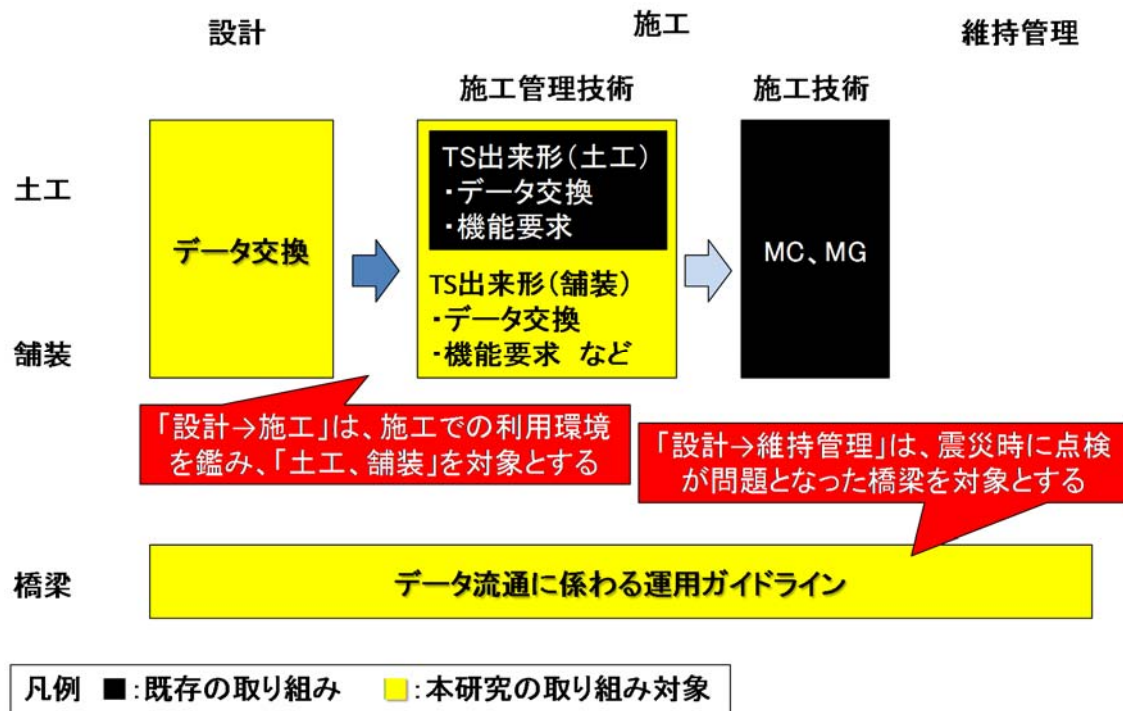 設計
施工
維持管理
施工管理技術
施工技術
土工
舗装
データ交換
TS出来形(土工)
・データ交換
・機能要求
TS出来形(舗装)
・データ交換
・機能要求 など
MC、MG
「設計→施工」は、施工での利用環境
を鑑み、「土工、舗装」を対象とする
「設計→維持管理」は、震災時に点検
が問題となった橋梁を対象とする
橋梁
データ流通に係わる運用ガイドライン
凡例 ■:既存の取り組み ■:本研究の取り組み対象